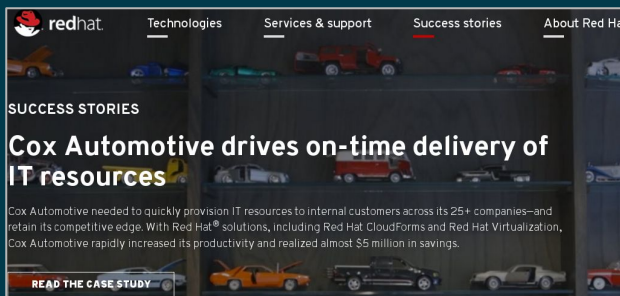 redhat.
Technologies
Services & support
Success stories
About Red Ha
SUCCESS STORIES
Cox Automotive drives on-time delivery of
IT resources
Cox Automotive needed to quickly provision IT resources to internal customers across its 25+ companies—and
retain its competitive edge. With Red Hat® solutions, including Red Hat CloudForms and Red Hat Virtualization,
Cox Automotive rapidly increased its productivity and realized almost $5 million in savings.
READ THE CASE STUDY